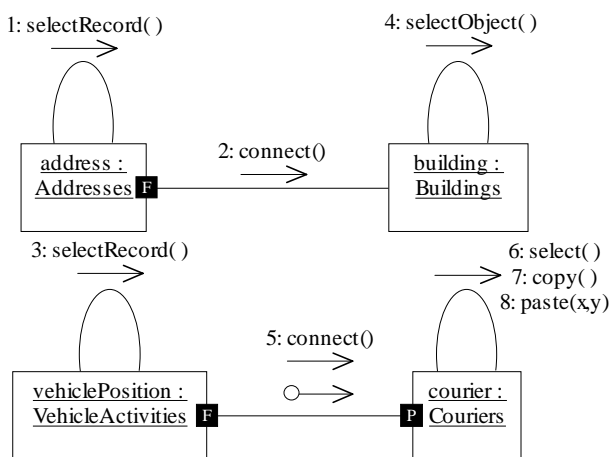 1: selectRecord( )
4: selectObject( )
address :
Addresses
F
2: connect()
building :
Buildings
3: selectRecord( )
6: select( )
7: copy( )
8: paste(x,y)
5: connect()
vehiclePosition :
VehicleActivities
F
P
courier :
Couriers